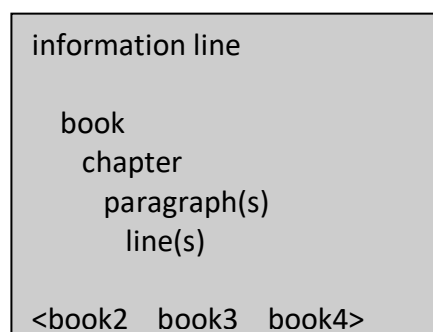 information line
book
chapter
paragraph(s)
line(s)
<book2 book3 book4>